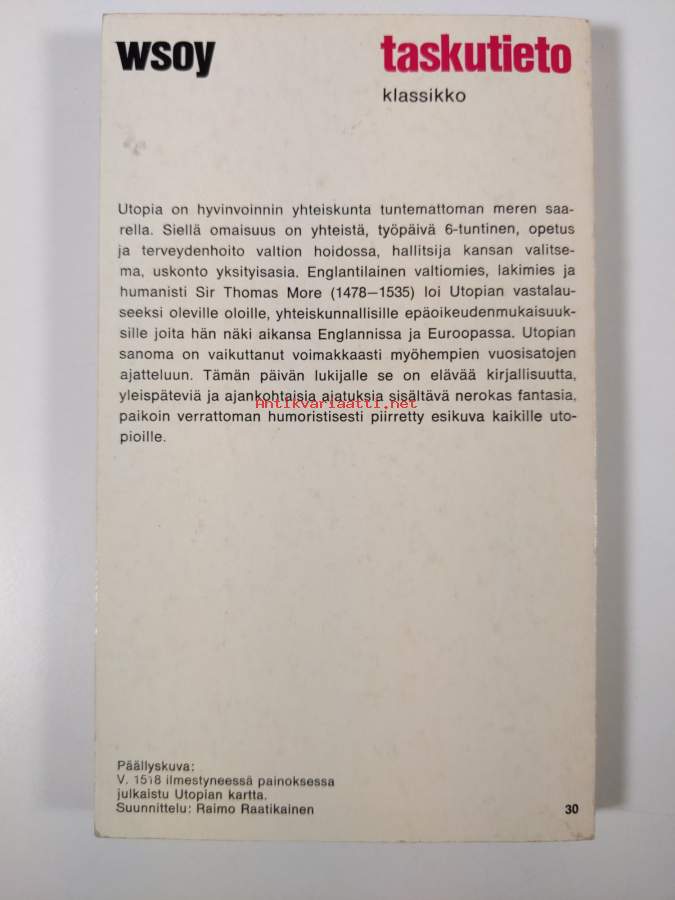 wsoy
taskutieto
klassikko
Utopia on hyvinvoinnin yhteiskunta tuntemattoman meren saa-
rella. Siellä omaisuus on yhteistä, työpäivä 6-tuntinen, opetus
ja terveydenhoito valtion hoidossa, hallitsija kansan valitse-
ma, uskonto yksityisasia. Englantilainen valtiomies, lakimies ja
humanisti Sir Thomas More (1478—1535) loi Utopian vastalau-
seeksi oleville oloille, yhteiskunnallisille epäoikeudenmukaisuuk-
sille joita hän näki aikansa Englannissa ja Euroopassa. Utopian
sanoma on vaikuttanut voimakkaasti myöhempien vuosisatojen
ajatteluun. Tämän päivän lukijalle se on elävää kirjallisuutta,
yleispäteviä ja ajankohtaisia ajatuksia sisältävä nerokas fantasia,
Antikvariaatti.net
paikoin verrattoman humoristisesti piirretty esikuva kaikille uto-
pioille.
Päällyskuva:
V. 1518 ilmestyneessä painoksessa
julkaistu Utopian kartta.
Suunnittelu: Raimo Raatikainen
30